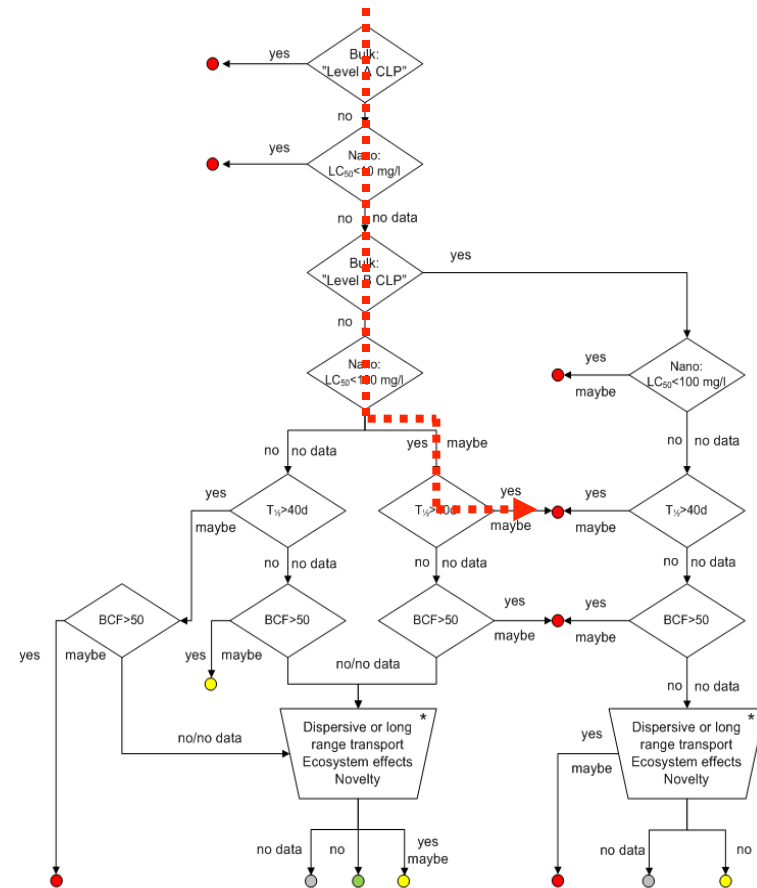 yes
Bulk:
"Level A CLP"
no
yes
Nano:
LC₅₀<10 mg/l
no no data
Bulk:
"Level B CLP"
yes
no
Nano:
LC₅₀<100 mg/l
yes
maybe
Nano:
LC₅₀<100 mg/l
no no data
yes maybe
no no data
yes
maybe
T½>40d
T½>40d
yes
maybe
yes
maybe
T½>40d
no no data
no no data
no no data
BCF>50
yes
maybe
BCF>50
yes maybe
BCF>50
yes
maybe
yes
maybe
BCF>50
no/no data
no no data
no/no data
Dispersive or long *
range transport
Ecosystem effects
Novelty
yes
maybe
Dispersive or long *
range transport
Ecosystem effects
Novelty
no data no yes
maybe
no data no